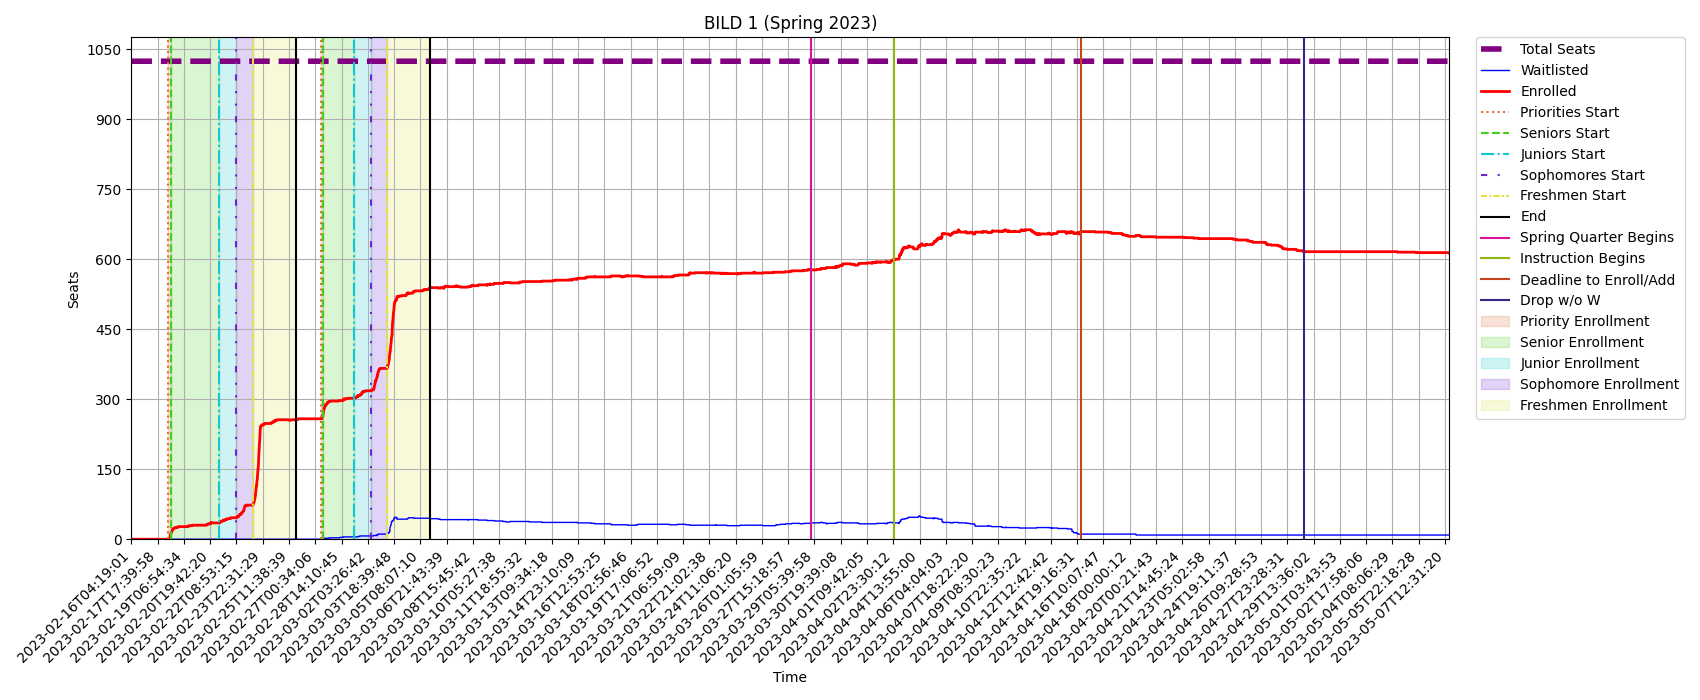 BILD 1 (Spring 2023)
1050
900
750
600
450
300
150
0
Seats
2023-02-16T04:19:01
2023-02-17T17:39:58
2023-02-19T06:54:34
2023-02-20T19:42:20
2023-02-22T08:53:15
2023-02-23T22:31:29
2023-02-25T11:38:39
2023-02-27T00:34:06
2023-02-28T14:10:45
2023-03-02T03:26:42
2023-03-03T18:39:48
2023-03-05T08:07:10
2023-03-06T21:43:39
2023-03-08T15:45:42
2023-03-10T05:27:38
2023-03-11T18:55:32
2023-03-13T09:34:18
2023-03-14T23:10:09
2023-03-16T12:53:25
2023-03-18T02:56:46
2023-03-19T17:06:52
2023-03-21T06:59:09
2023-03-22T21:02:38
2023-03-24T11:06:20
2023-03-26T01:05:59
2023-03-27T15:18:57
2023-03-29T05:39:58
2023-03-30T19:39:08
2023-04-01T09:42:05
2023-04-02T23:30:12
2023-04-04T13:55:00
2023-04-06T04:04:03
2023-04-07T18:22:20
2023-04-09T08:30:23
2023-04-10T22:35:22
2023-04-12T12:42:42
2023-04-14T19:16:31
2023-04-16T10:07:47
2023-04-18T00:00:12
2023-04-20T00:21:43
2023-04-21T14:45:24
2023-04-23T05:02:58
2023-04-24T19:11:37
2023-04-26T09:28:53
2023-04-27T23:28:31
2023-04-29T13:36:02
2023-05-01T03:43:53
2023-05-02T17:58:06
2023-05-04T08:06:29
2023-05-05T22:18:28
2023-05-07T12:31:20
Time
Total Seats
Waitlisted
Enrolled
Priorities Start
Seniors Start
Juniors Start
Sophomores Start
Freshmen Start
End
Spring Quarter Begins
Instruction Begins
Deadline to Enroll/Add
Drop w/o W
Priority Enrollment
Senior Enrollment
Junior Enrollment
Sophomore Enrollment
Freshmen Enrollment